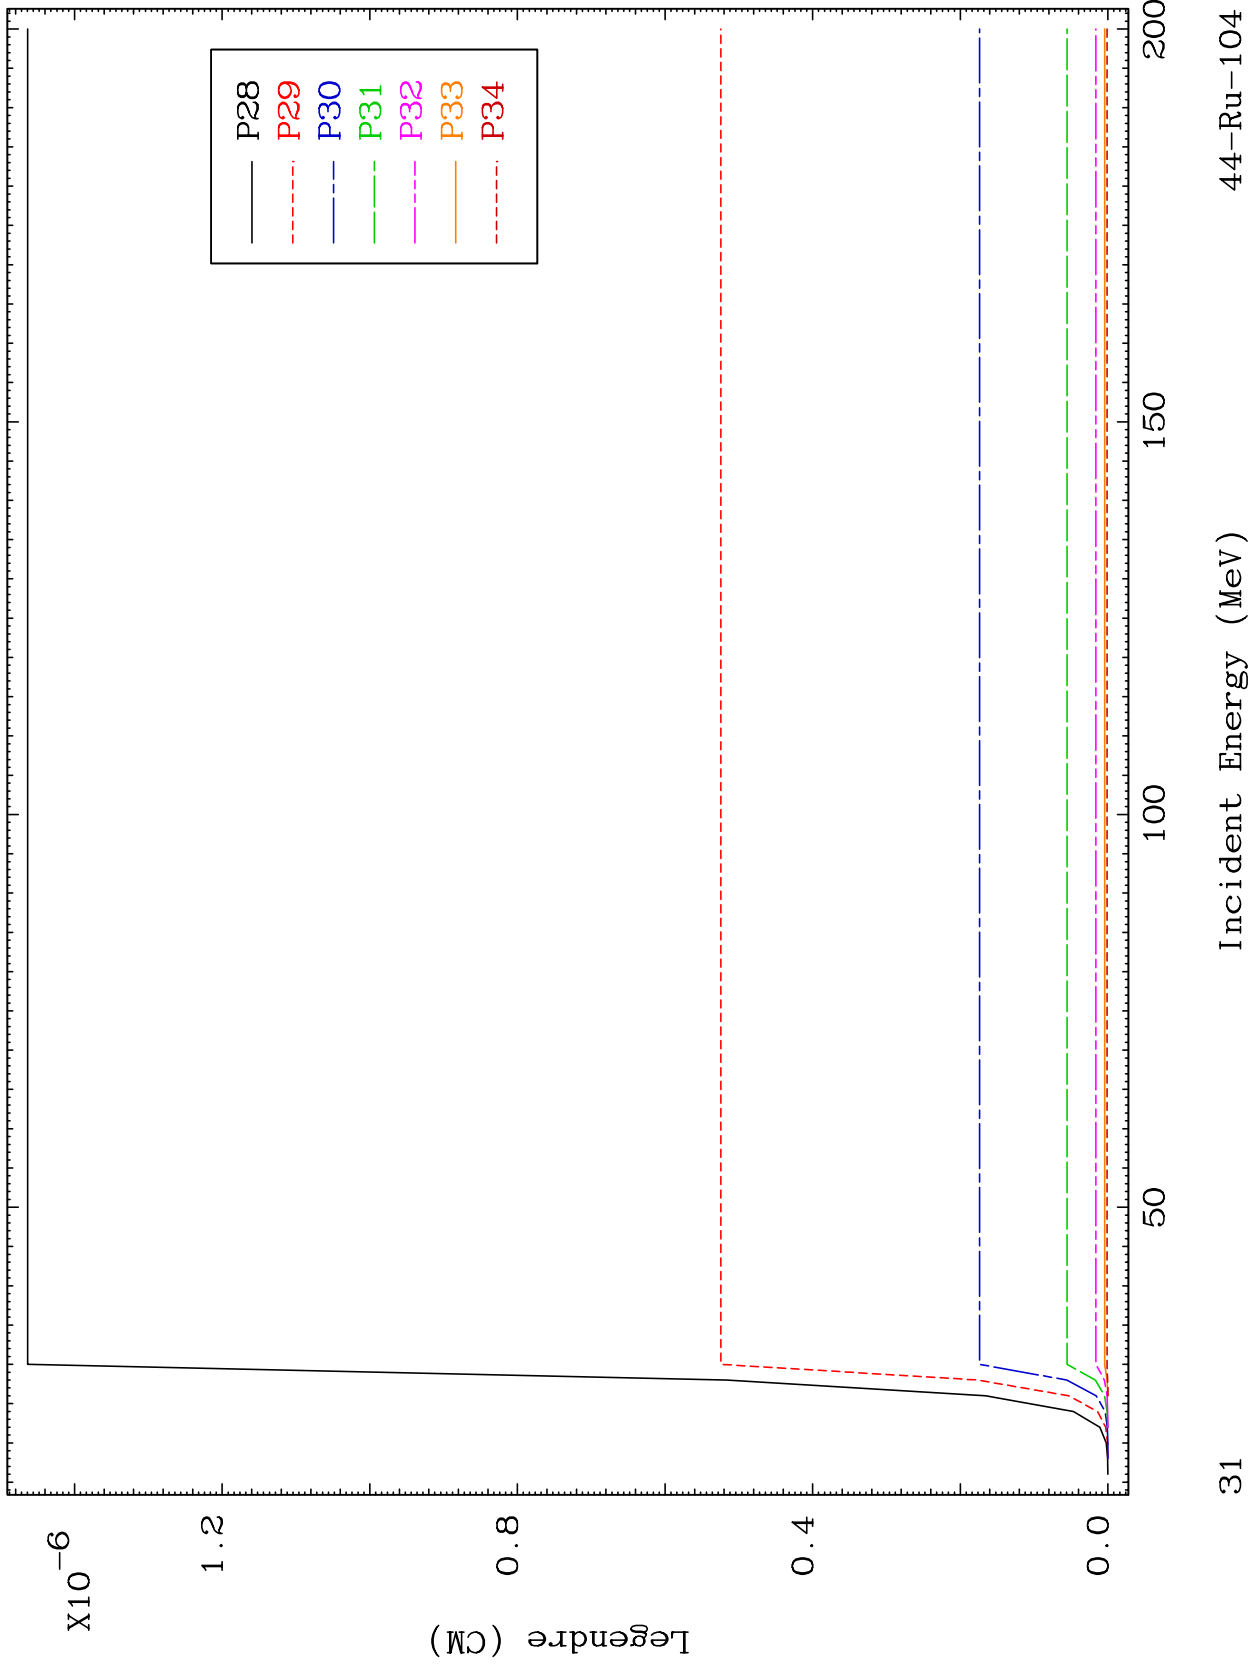 X10-6
1.2
0.8
0.4
0.0
Legendre (CM)
P28
P29
P30
P31
P32
P33
P34
50
100
150
200
31
Incident Energy (MeV)
44-Ru-104